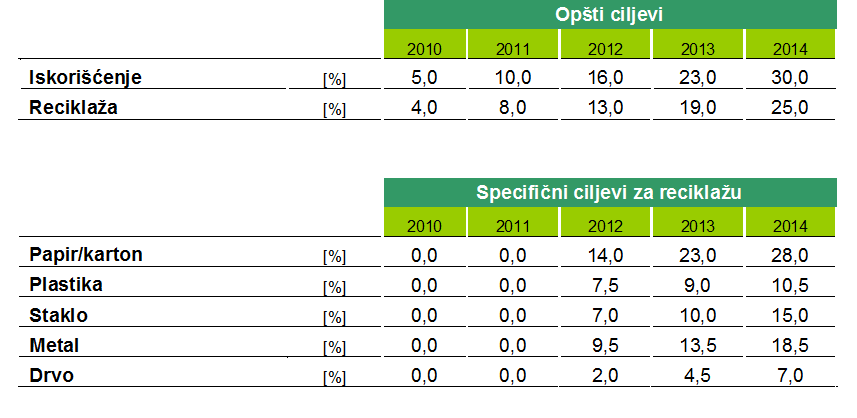 Opšti ciljevi
2010 2011 2012 2013 2014
Iskorišćenje [%] 5,0 10,0 16,0 23,0 30,0
Reciklaža [%] 4,0 8,0 13,0 19,0 25,0
Specifični ciljevi za reciklažu
2010 2011 2012 2013 2014
Papir/karton [%] 0,0 0,0 14,0 23,0 28,0
Plastika [%] 0,0 0,0 7,5 9,0 10,5
Staklo [%] 0,0 0,0 7,0 10,0 15,0
Metal [%] 0,0 0,0 9,5 13,5 18,5
Drvo [%] 0,0 0,0 2,0 4,5 7,0